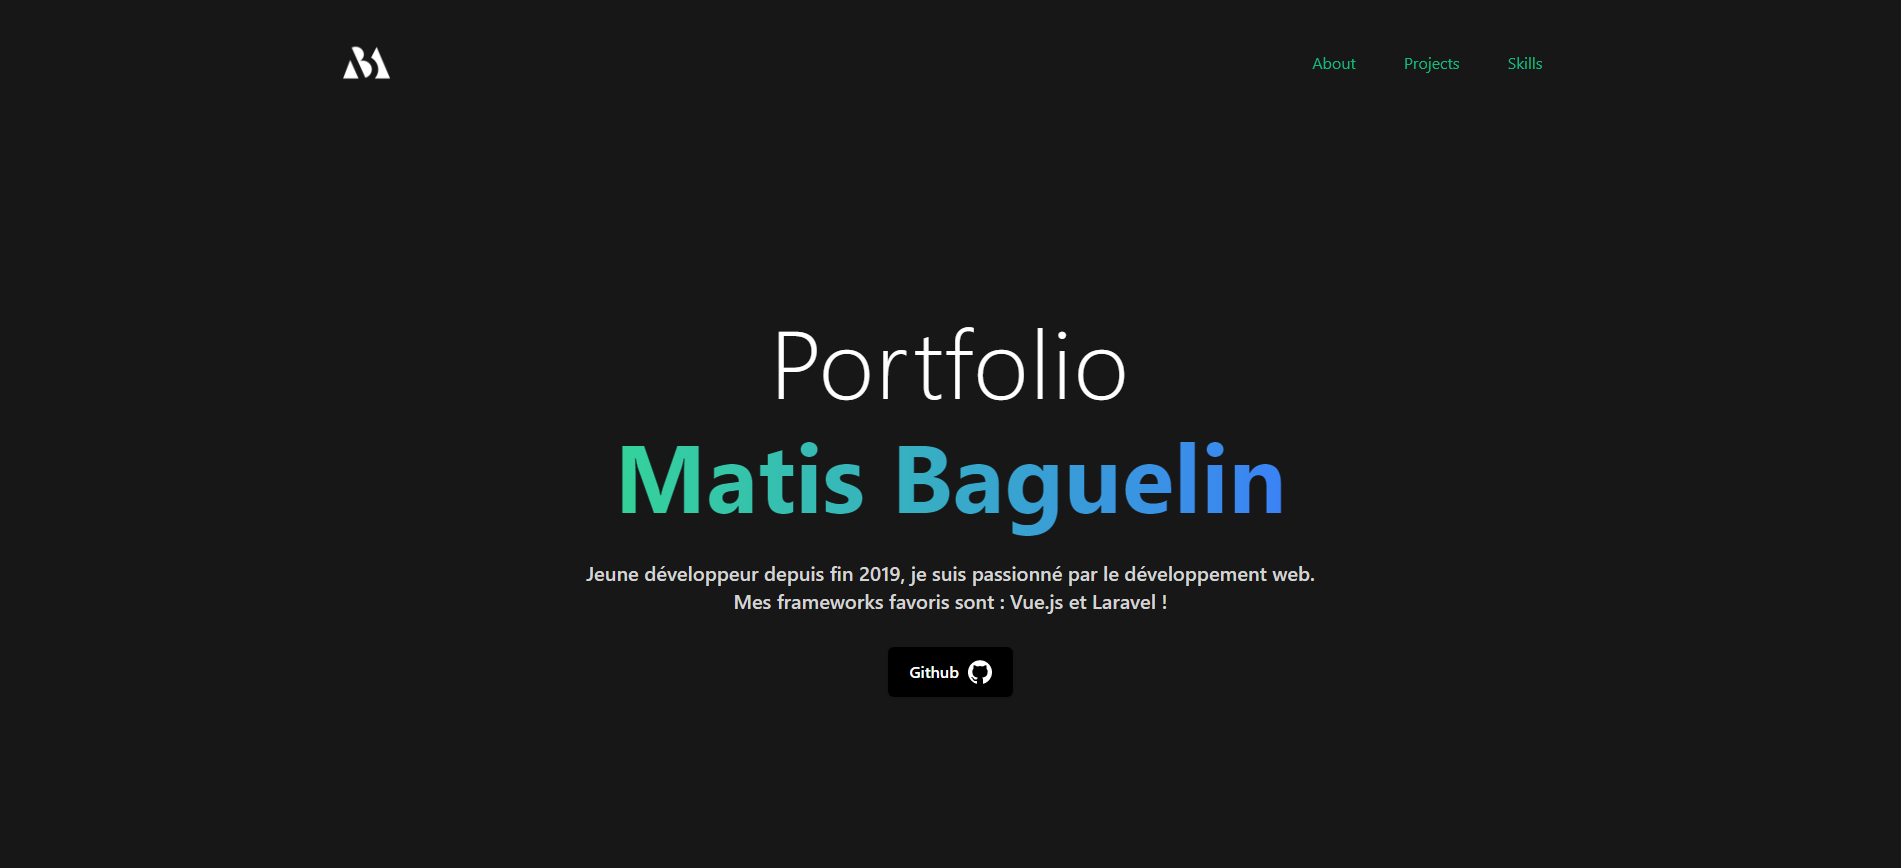 About Projects Skills
Portfolio
Matis Baguelin
Jeune développeur depuis fin 2019, je suis passionné par le développement web.
Mes frameworks favoris sont : Vue.js et Laravel !
Github